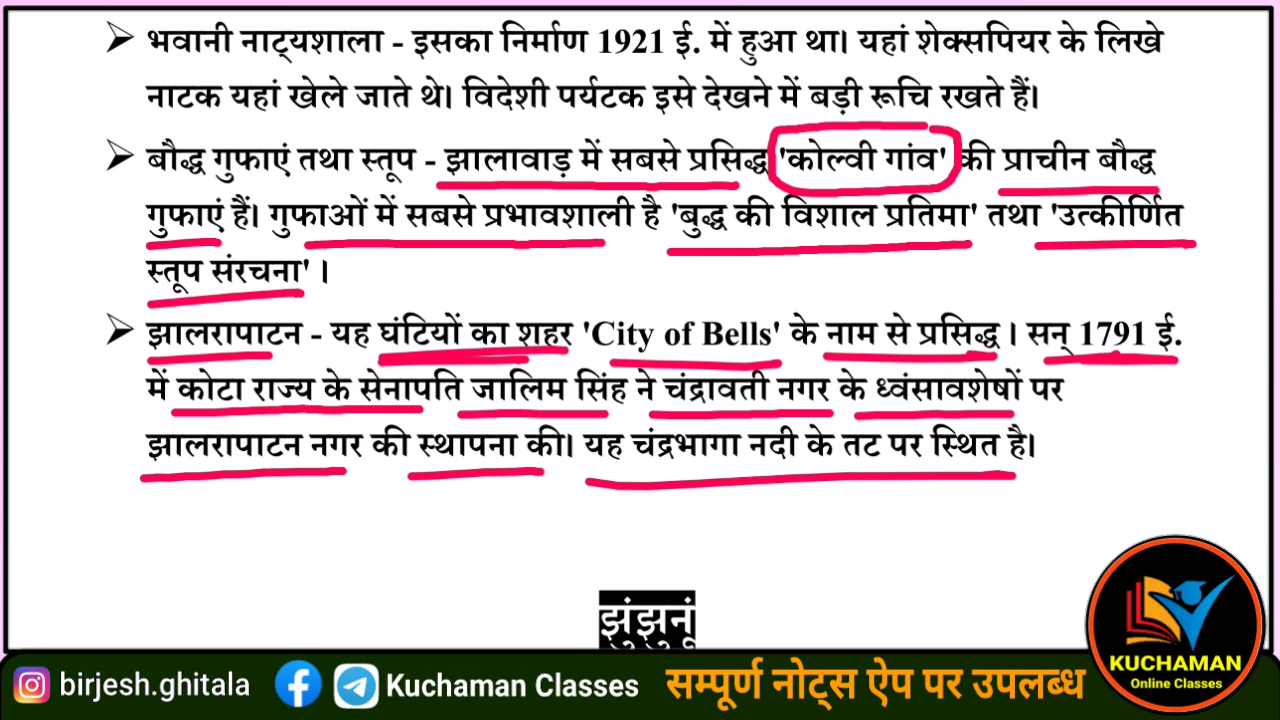 ➢ भवानी नाट्यशाला - इसका निर्माण 1921 ई. में हुआ था। यहां शेक्सपियर के लिखे
नाटक यहां खेले जाते थे। विदेशी पर्यटक इसे देखने में बड़ी रूचि रखते हैं।
➢ बौद्ध गुफाएं तथा स्तूप - झालावाड़ में सबसे प्रसिद्ध 'कोल्वी गांव' की प्राचीन बौद्ध
गुफाएं हैं। गुफाओं में सबसे प्रभावशाली है 'बुद्ध की विशाल प्रतिमा' तथा 'उत्कीर्णित
स्तूप संरचना' ।
➢ झालरापाटन - यह घंटियों का शहर 'City of Bells' के नाम से प्रसिद्ध । सन् 1791 ई.
में कोटा राज्य के सेनापति जालिम सिंह ने चंद्रावती नगर के ध्वंसावशेषों पर
झालरापाटन नगर की स्थापना की। यह चंद्रभागा नदी के तट पर स्थित है।
झुंझुनूं
KUCHAMAN
Online Classes
birjesh.ghitala Kuchaman Classes सम्पूर्ण नोट्स ऐप पर उपलब्ध